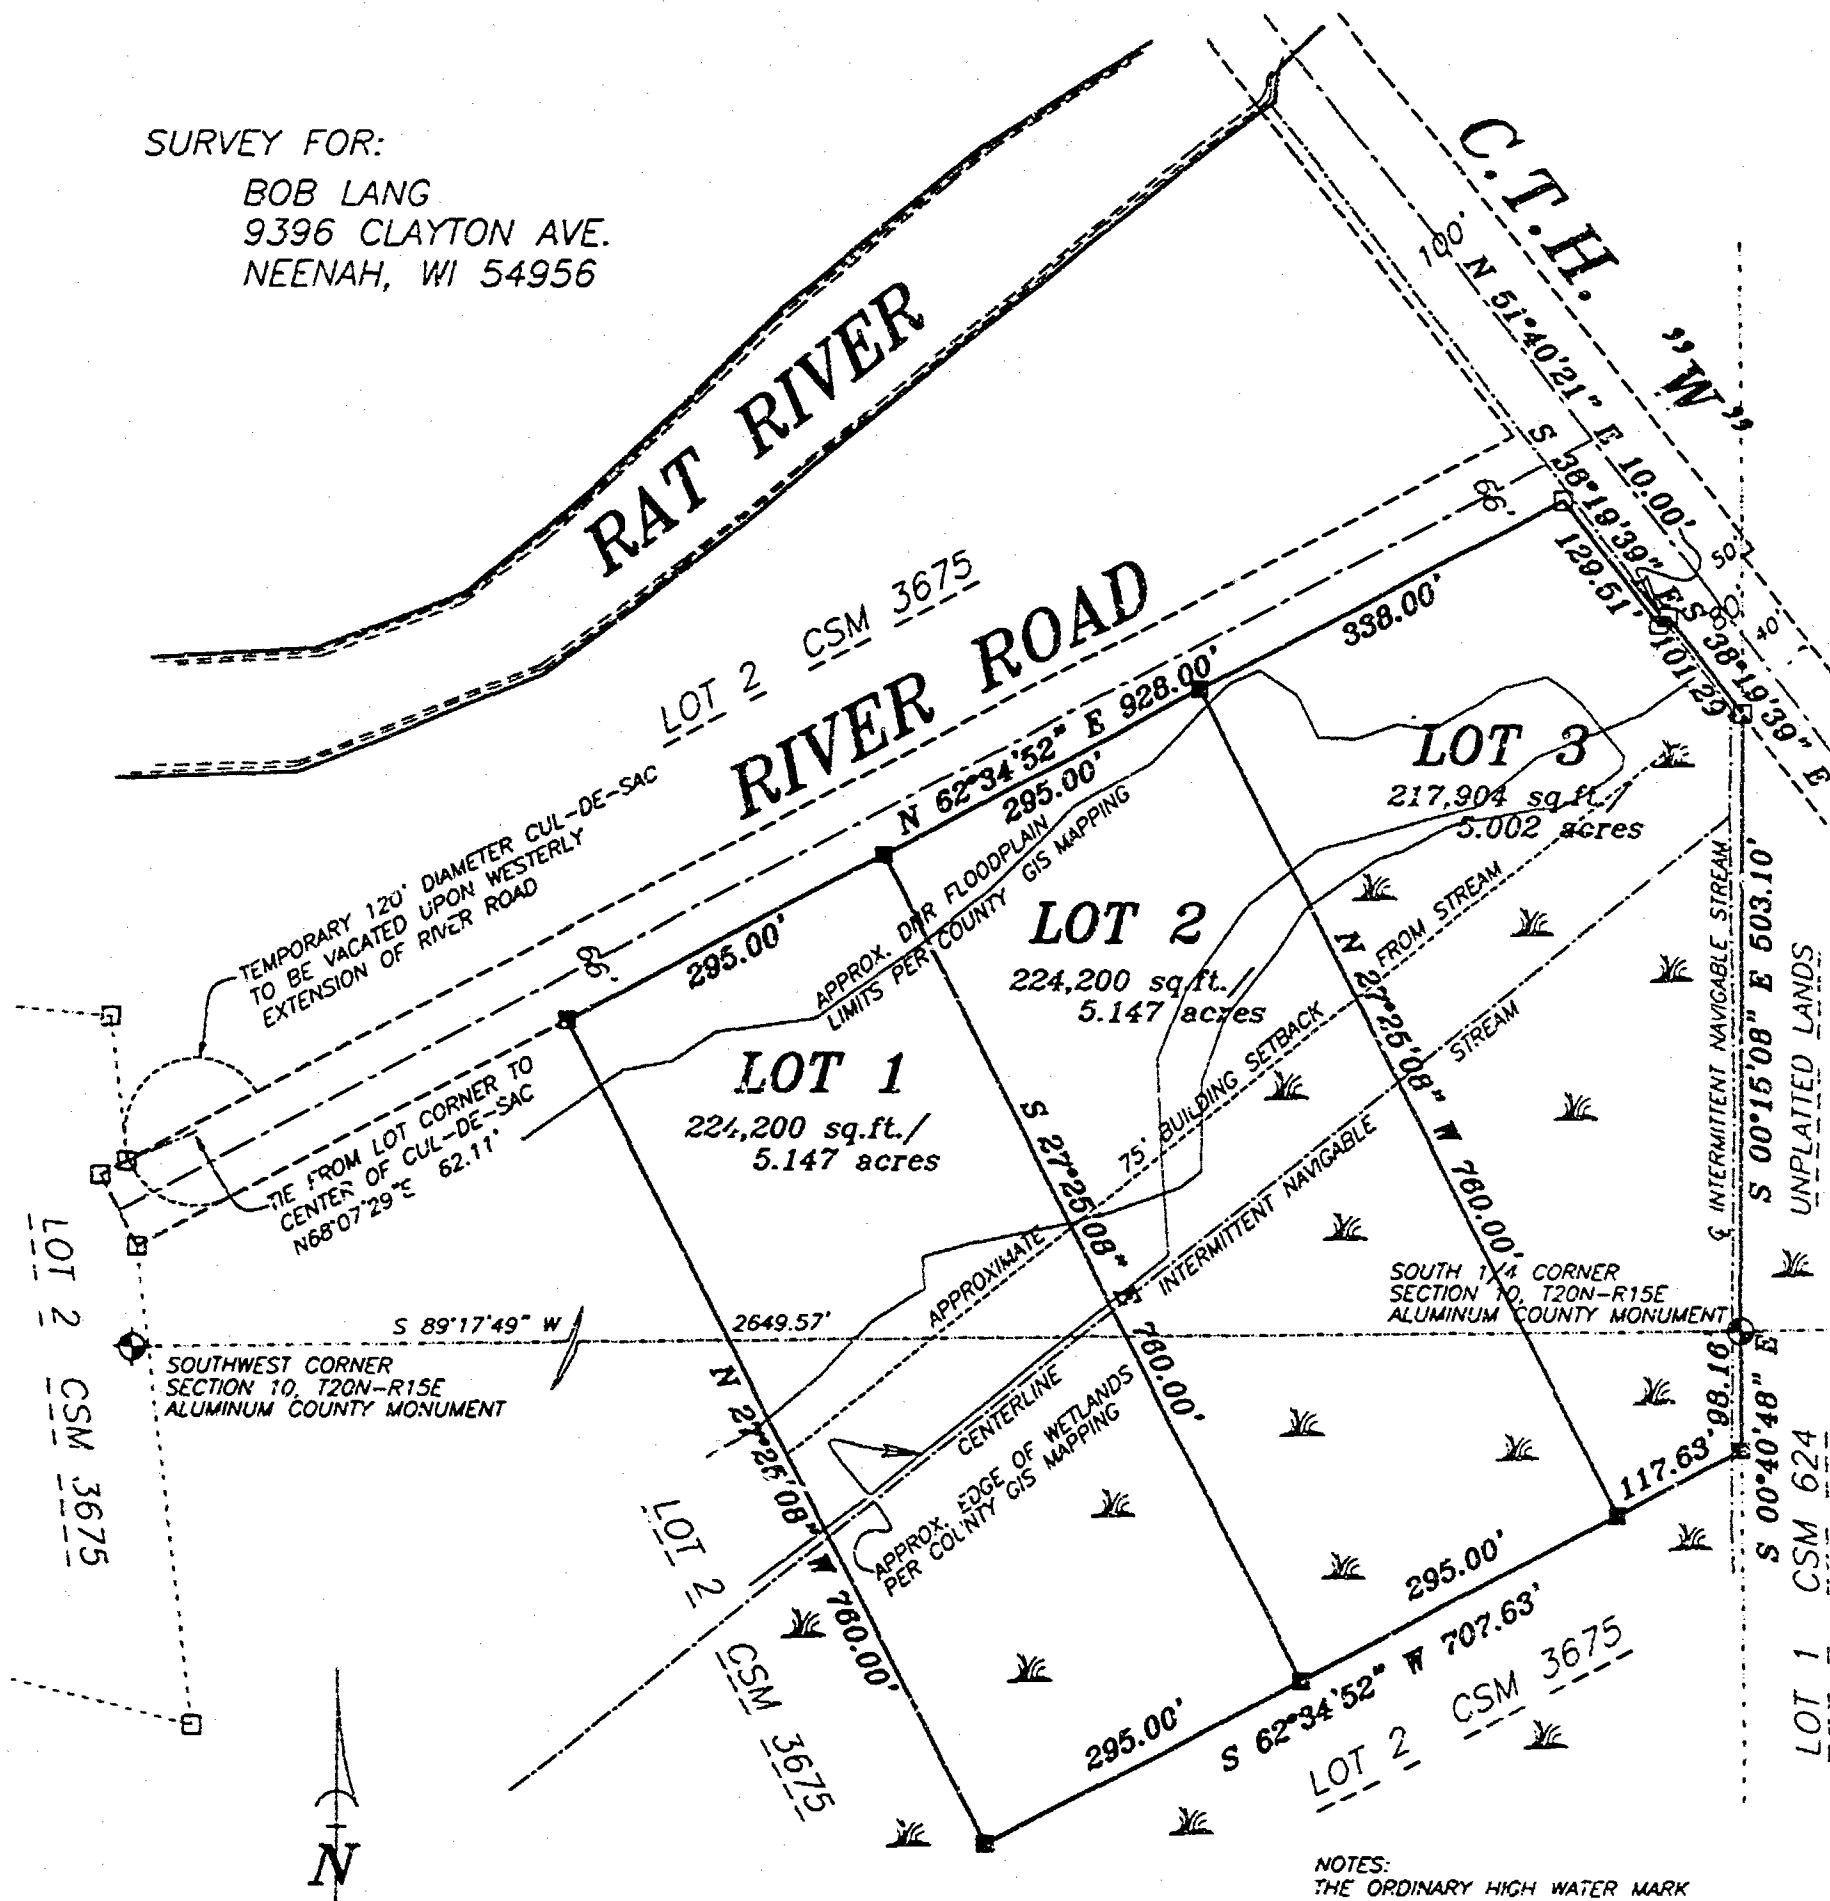 SURVEY FOR:
BOB LANG
9396 CLAYTON AVE.
NEENAH, WI 54956
C.T.H. "W"
100'
N 51°40'21" E 10.00'
RAT RIVER
S 38°19'39" E
129.51'
66'
50'
90'
40'
S 38°19'39" E
101.29
LOT 2 CSM 3675
RIVER ROAD
338.00'
N 62°34'52" E 928.00'
295.00'
295.00'
LOT 3
217,904 sq.ft./
5.002 acres
TEMPORARY 120' DIAMETER CUL-DE-SAC
TO BE VACATED UPON WESTERLY
EXTENSION OF RIVER ROAD
66'
APPROX. DNR FLOODPLAIN
LIMITS PER COUNTY GIS MAPPING
LOT 2
224,200 sq.ft./
5.147 acres
LOT 1
224,200 sq.ft./
5.147 acres
TIE FROM LOT CORNER TO
CENTER OF CUL-DE-SAC
N68°07'29"E 62.11'
APPROXIMATE 75' BUILDING SETBACK FROM STREAM
CENTERLINE INTERMITTENT NAVIGABLE STREAM
N 27°25'08" W 760.00'
S 27°25'08" E 760.00'
N 27°25'08" W 760.00'
℄ INTERMITTENT NAVIGABLE STREAM
S 00°15'08" E 503.10'
UNPLATTED LANDS
SOUTH 1/4 CORNER
SECTION 10, T20N-R15E
ALUMINUM COUNTY MONUMENT
S 89°17'49" W 2649.57'
SOUTHWEST CORNER
SECTION 10, T20N-R15E
ALUMINUM COUNTY MONUMENT
LOT 2 CSM 3675
APPROX. EDGE OF WETLANDS
PER COUNTY GIS MAPPING
LOT 2 CSM 3675
98.16
S 00°40'48" E
117.63'
295.00'
295.00'
S 62°34'52" W 707.63'
LOT 2 CSM 3675
LOT 1 CSM 624
N
NOTES:
THE ORDINARY HIGH WATER MARK